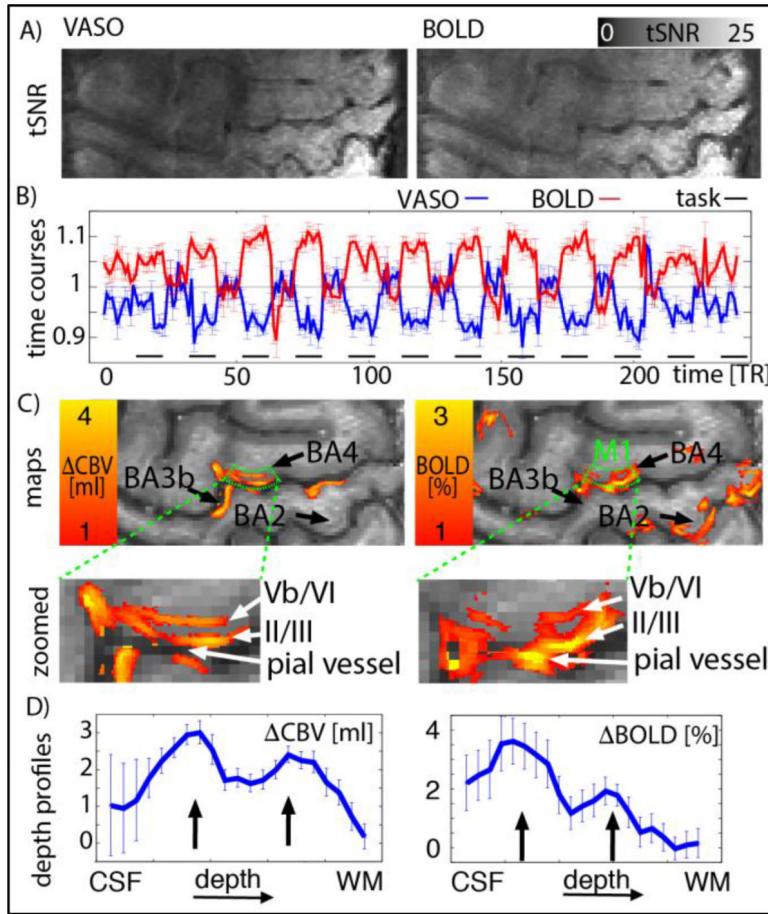 A)
VASO
BOLD
0 tSNR 25
tSNR
B)
VASO
BOLD
task
time courses
1.1
1
0.9
0
50
100
150
200
time [TR]
C)
maps
4
ΔCBV
[ml]
1
BA3b
BA4
BA2
3
BOLD
[%]
1
M1
BA3b
BA4
BA2
zoomed
Vb/VI
II/III
pial vessel
Vb/VI
II/III
pial vessel
D)
depth profiles
ΔCBV [ml]
3
2
1
0
CSF
depth
WM
ΔBOLD [%]
4
2
0
CSF
depth
WM